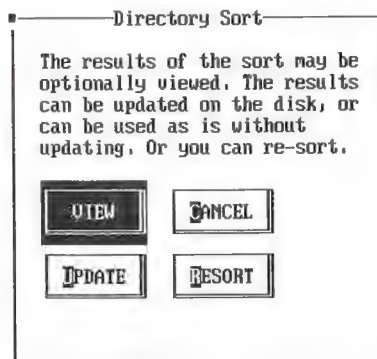 Directory Sort
The results of the sort may be
optionally viewed. The results
can be updated on the disk, or
can be used as is without
updating. Or you can re-sort.
VIEW CANCEL
UPDATE RESORT